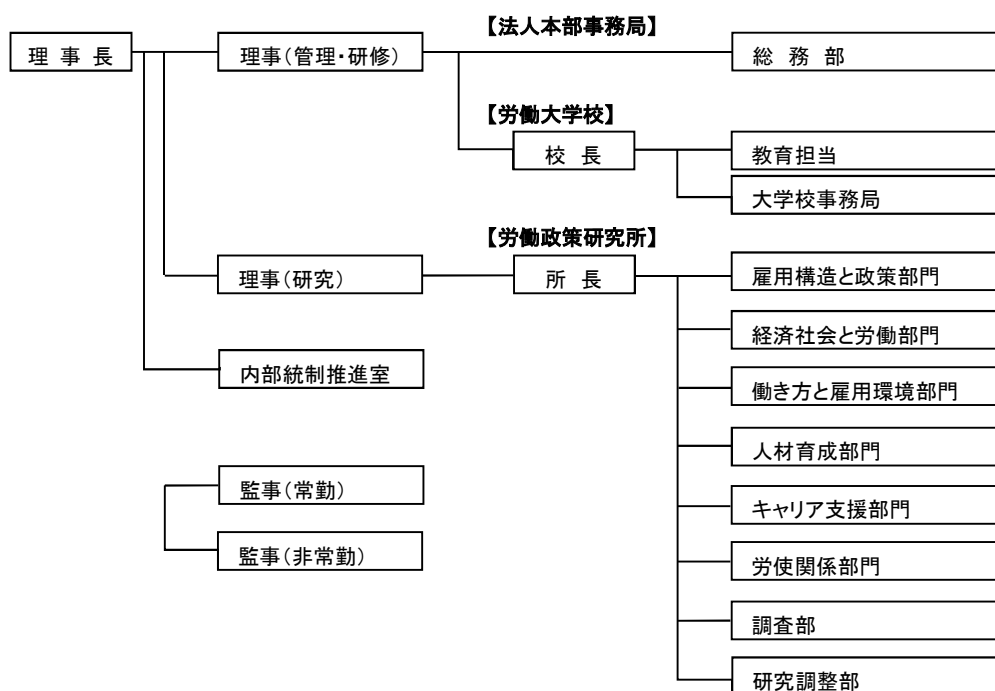 【法人本部事務局】
理 事 長
理事（管理・研修）
総 務 部
【労働大学校】
校 長
教育担当
大学校事務局
【労働政策研究所】
理事（研究）
所 長
雇用構造と政策部門
経済社会と労働部門
内部統制推進室
働き方と雇用環境部門
人材育成部門
監事（常勤）
キャリア支援部門
監事（非常勤）
労使関係部門
調査部
研究調整部